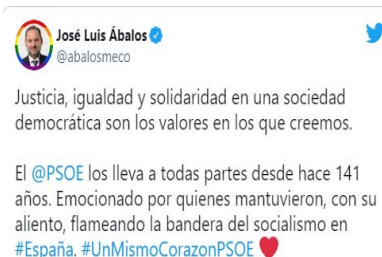 José Luis Ábalos
@abalosmeco
Justicia, igualdad y solidaridad en una sociedad
democrática son los valores en los que creemos.
El @PSOE los lleva a todas partes desde hace 141
años. Emocionado por quienes mantuvieron, con su
aliento, flameando la bandera del socialismo en
#España. #UnMismoCorazonPSOE ❤️